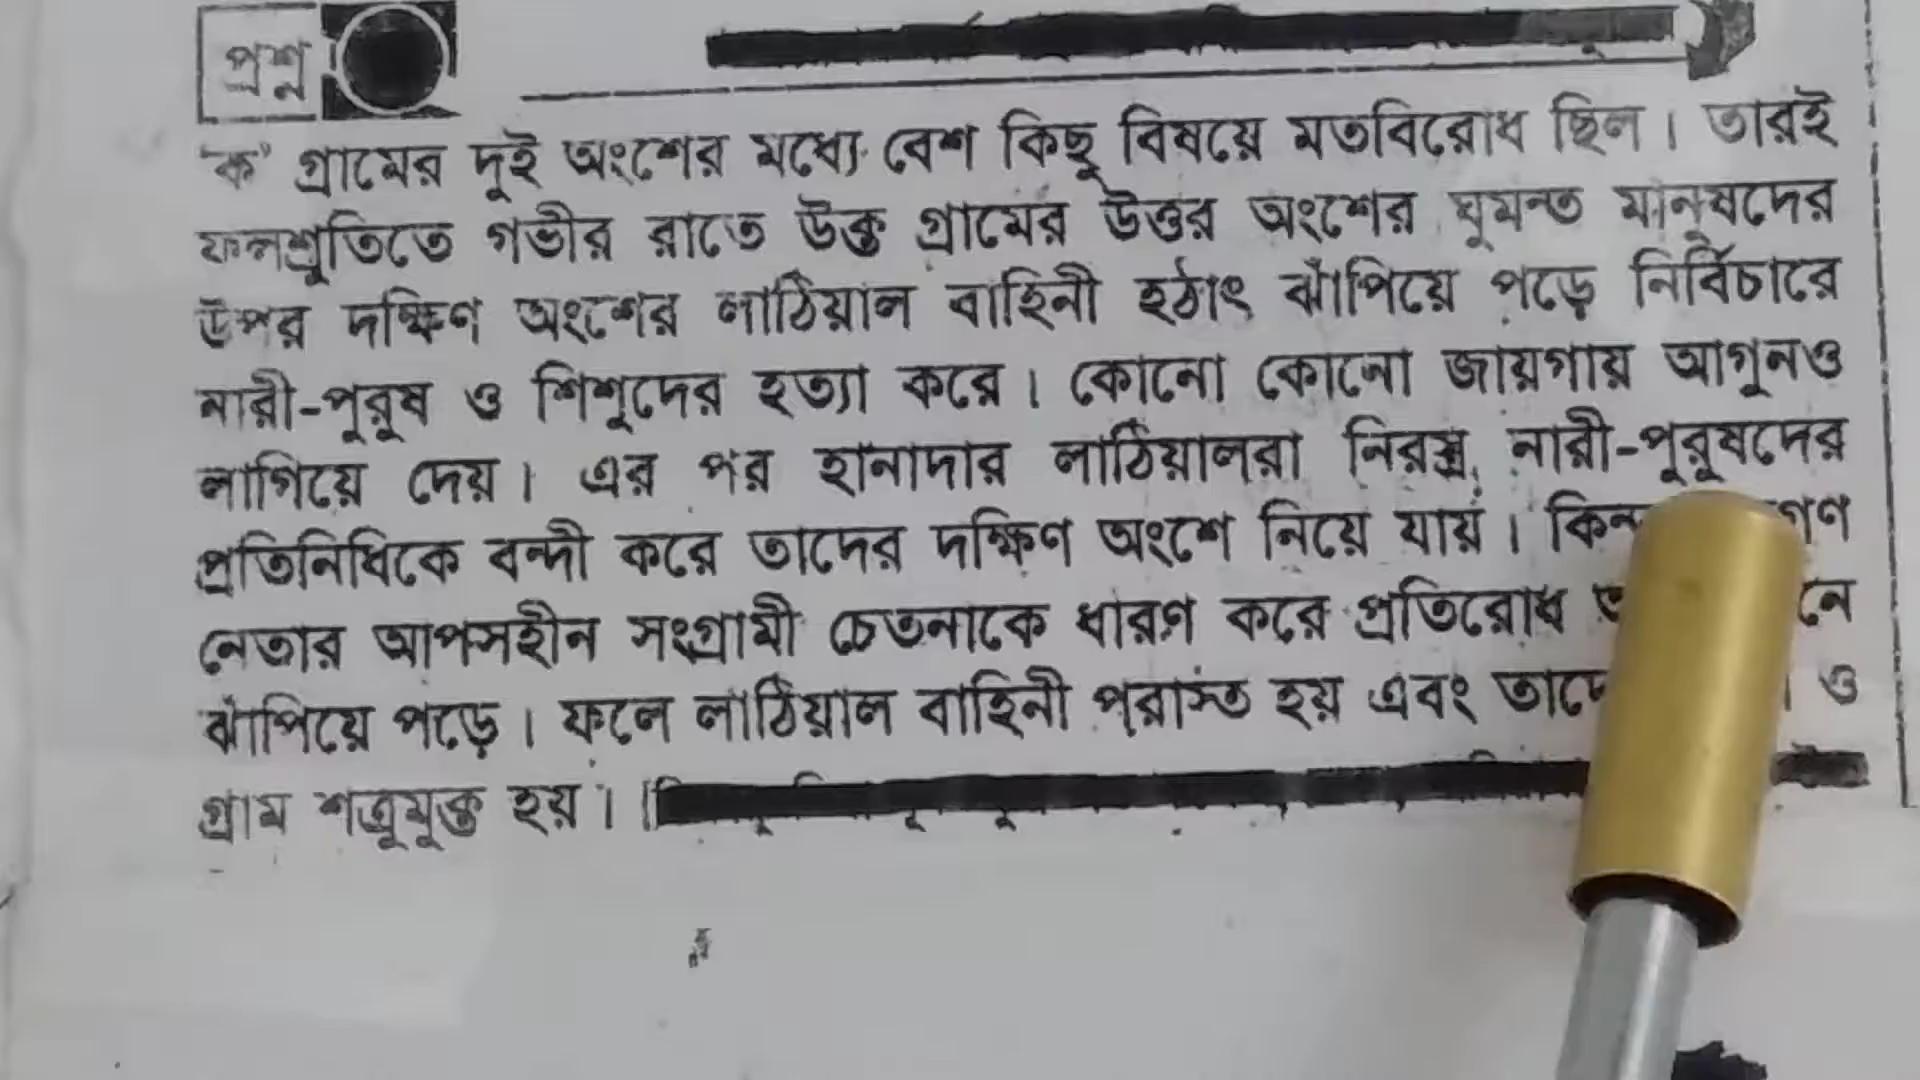 প্রশ্ন
'ক' গ্রামের দুই অংশের মধ্যে বেশ কিছু বিষয়ে মতবিরোধ ছিল। তারই
ফলশ্রুতিতে গভীর রাতে উক্ত গ্রামের উত্তর অংশের ঘুমন্ত মানুষদের
উপর দক্ষিণ অংশের লাঠিয়াল বাহিনী হঠাৎ ঝাঁপিয়ে পড়ে নির্বিচারে
নারী-পুরুষ ও শিশুদের হত্যা করে। কোনো কোনো জায়গায় আগুনও
লাগিয়ে দেয়। এর পর হানাদার লাঠিয়ালরা নিরস্ত্র নারী-পুরুষদের
প্রতিনিধিকে বন্দী করে তাদের দক্ষিণ অংশে নিয়ে যায়।
নেতার আপসহীন সংগ্রামী চেতনাকে ধারণ করে প্রতিরোধ
ঝাঁপিয়ে পড়ে। ফলে লাঠিয়াল বাহিনী পরাস্ত হয় এবং ও
গ্রাম শত্রুমুক্ত হয়।